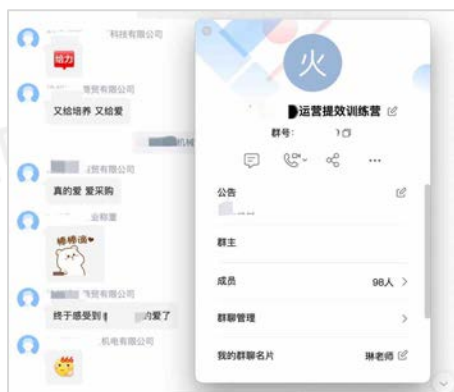 科技有限公司
给力
贸有限公司
又给培养 又给爱
机械
贸有限公司
真的爱 爱采购
业称重
棒棒哒
贸有限公司
终于感受到 的爱了
机电有限公司
火
运营提效训练营
群号：
公告
群主
成员 98人 >
群聊管理 >
我的群聊名片 琳老师